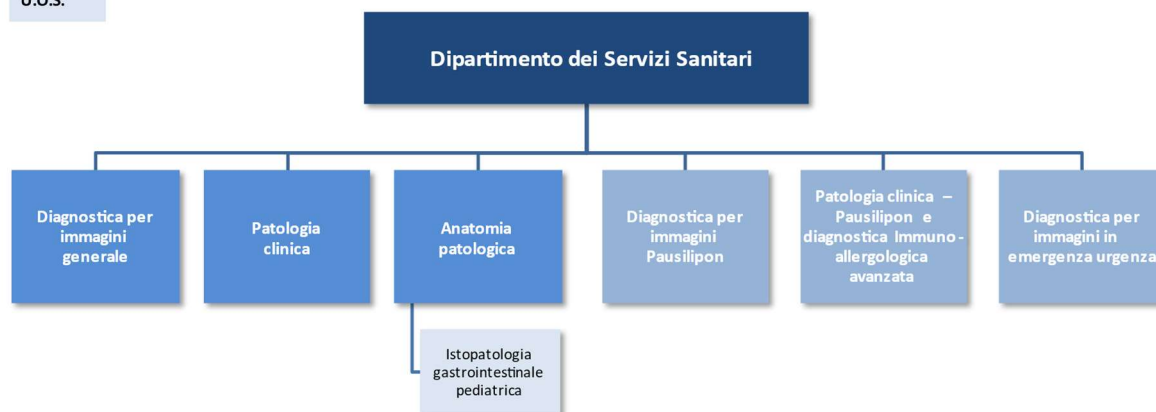 U.O.S.
Dipartimento dei Servizi Sanitari
Diagnostica per
immagini
generale
Patologia
clinica
Anatomia
patologica
Diagnostica per
immagini
Pausilipon
Patologia clinica –
Pausilipon e
diagnostica Immuno-
allergologica
avanzata
Diagnostica per
immagini in
emergenza urgenza
Istopatologia
gastrointestinale
pediatrica